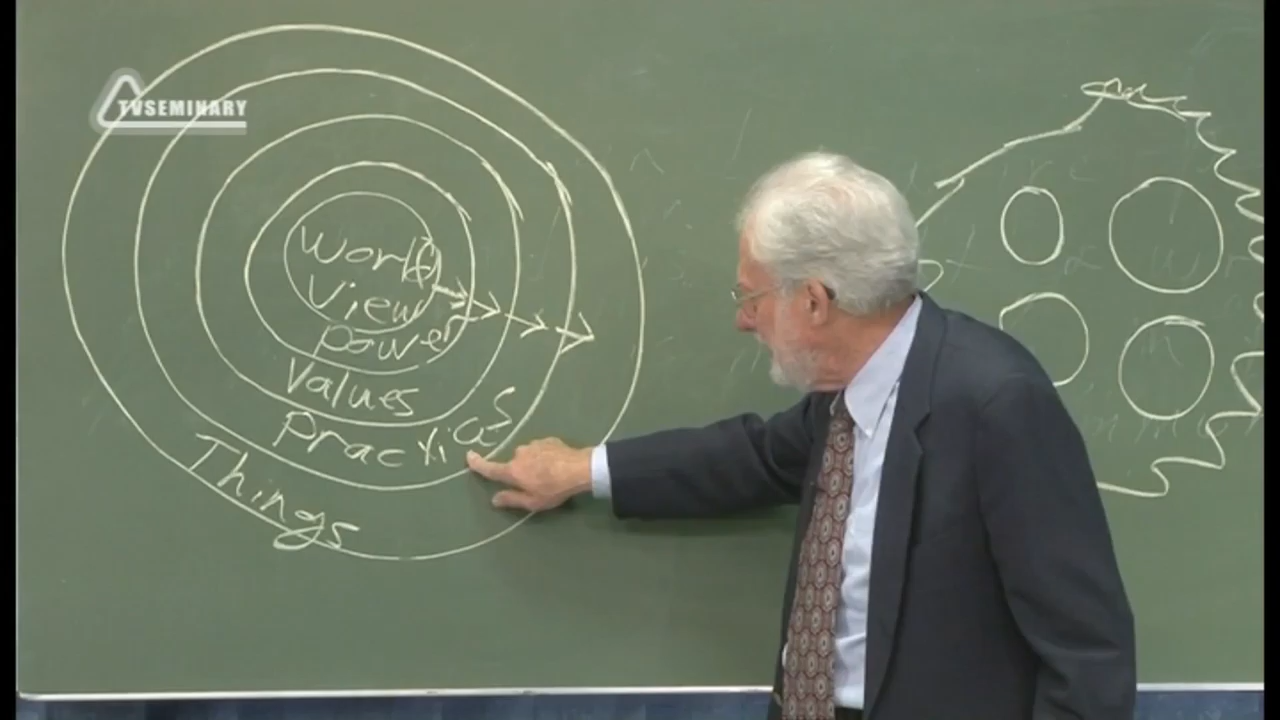 TVSEMINARY
World
View
Power
Values
Practices
Things